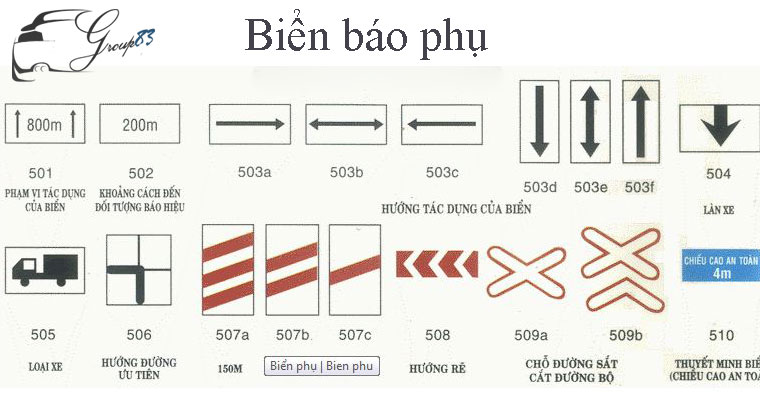 Group83
Biển báo phụ
800m
200m
501
502
503a
503b
503c
503d
503e
503f
504
PHẠM VI TÁC DỤNG
CỦA BIỂN
KHOẢNG CÁCH ĐẾN
ĐỐI TƯỢNG BÁO HIỆU
HƯỚNG TÁC DỤNG CỦA BIỂN
LÀN XE
CHIỀU CAO AN TOÀN
4m
505
506
507a
507b
507c
508
509a
509b
510
LOẠI XE
HƯỚNG ĐƯỜNG
ƯU TIÊN
150M
Biển phụ | Bien phu
HƯỚNG RẼ
CHỖ ĐƯỜNG SẮT
CẮT ĐƯỜNG BỘ
THUYẾT MINH BIỂ
(CHIỀU CAO AN TOÀ